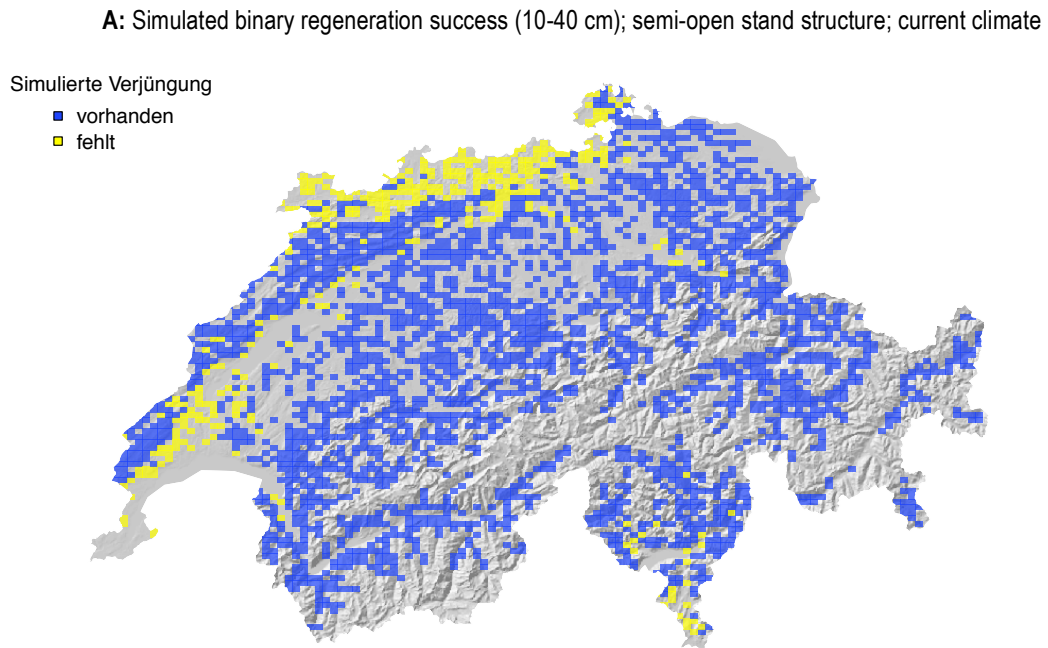 A: Simulated binary regeneration success (10-40 cm); semi-open stand structure; current climate
Simulierte Verjüngung
vorhanden
fehlt